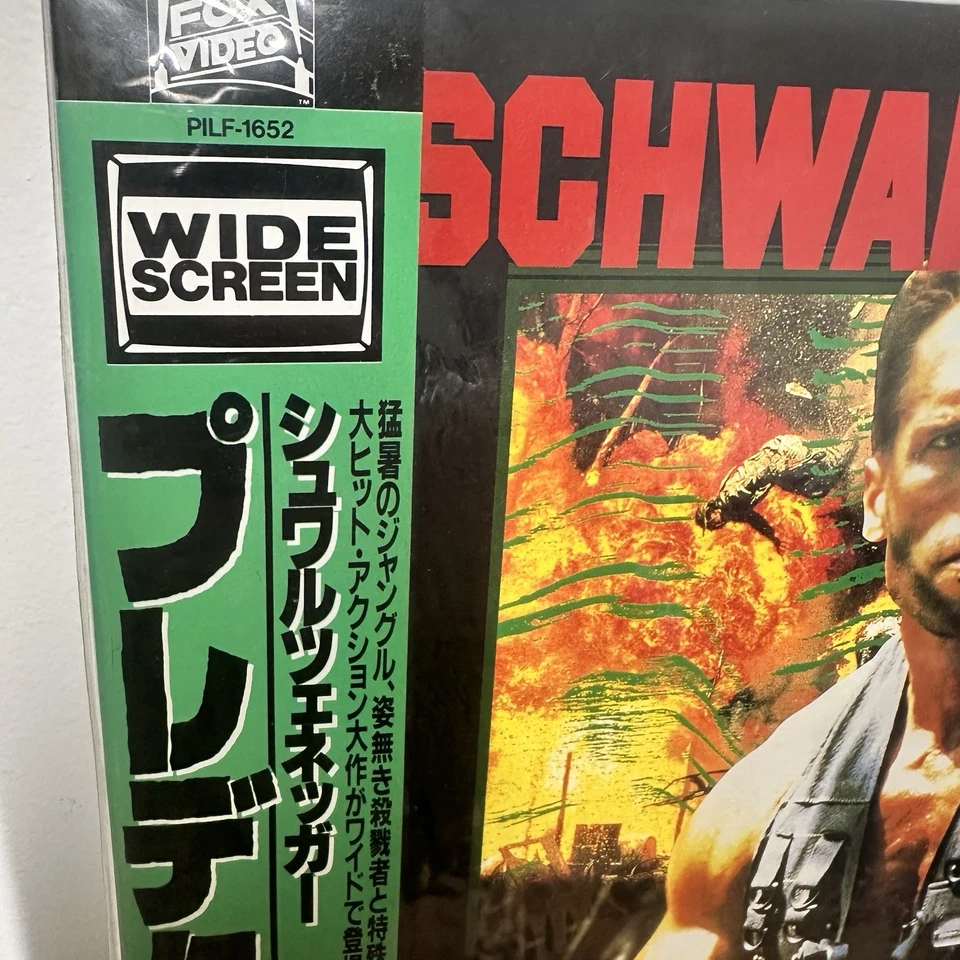 FOX
VIDEO
TM
PILF-1652
WIDE
SCREEN
SCHWA
猛暑のジャングル、姿無き殺戮者と特殊
大ヒット・アクション大作がワイドで登
シュワルツェネッガー
プレデ